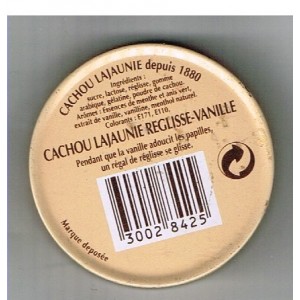 CACHOU LAJAUNIE depuis 1880
Ingrédients :
sucre, lactose, réglisse, gomme
arabique, gélatine, poudre de cachou.
Arômes : Essences de menthe et anis vert,
extrait de vanille, vanilline, menthol naturel.
Colorants : E171, E110.
CACHOU LAJAUNIE REGLISSE-VANILLE
Pendant que la vanille adoucit les papilles,
un régal de réglisse se glisse.
3002 8425
Marque deposée